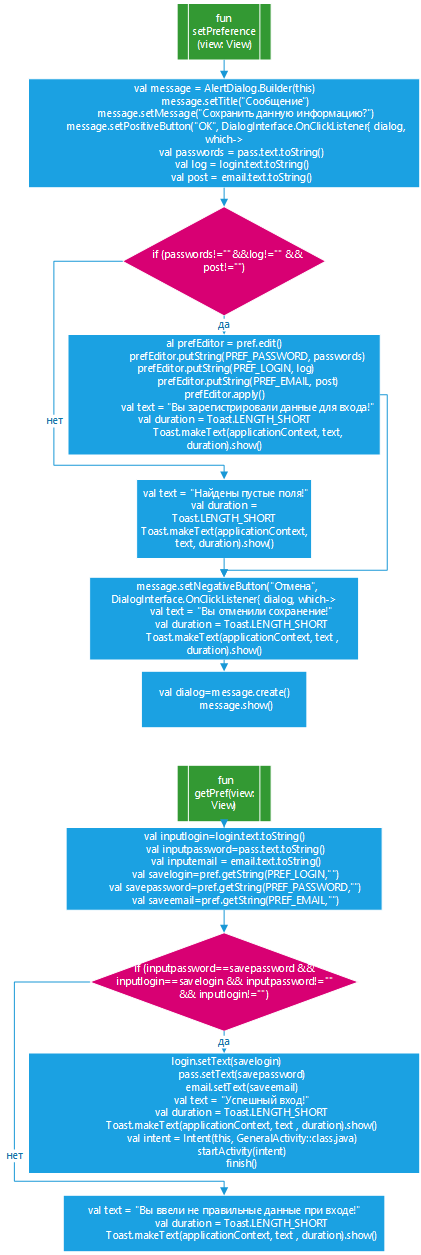 fun
setPreference
(view: View)
val message = AlertDialog.Builder(this)
message.setTitle("Сообщение")
message.setMessage("Сохранить данную информацию?")
message.setPositiveButton("OK", DialogInterface.OnClickListener{ dialog,
which->
val passwords = pass.text.toString()
val log = login.text.toString()
val post = email.text.toString()
if (passwords!=""&&log!="" &&
post!="")
да
al prefEditor = pref.edit()
prefEditor.putString(PREF_PASSWORD, passwords)
prefEditor.putString(PREF_LOGIN, log)
prefEditor.putString(PREF_EMAIL, post)
prefEditor.apply()
val text = "Вы зарегистрировали данные для входа!"
val duration = Toast.LENGTH_SHORT
Toast.makeText(applicationContext, text,
duration).show()
нет
val text = "Найдены пустые поля!"
val duration =
Toast.LENGTH_SHORT
Toast.makeText(applicationContext,
text, duration).show()
message.setNegativeButton("Отмена",
DialogInterface.OnClickListener{ dialog, which->
val text = "Вы отменили сохранение!"
val duration = Toast.LENGTH_SHORT
Toast.makeText(applicationContext, text ,
duration).show()
val dialog=message.create()
message.show()
fun
getPref(view:
View)
val inputlogin=login.text.toString()
val inputpassword=pass.text.toString()
val inputemail = email.text.toString()
val savelogin=pref.getString(PREF_LOGIN,"")
val savepassword=pref.getString(PREF_PASSWORD,"")
val saveemail=pref.getString(PREF_EMAIL,"")
if (inputpassword==savepassword &&
inputlogin==savelogin && inputpassword!=""
&& inputlogin!="")
да
login.setText(savelogin)
pass.setText(savepassword)
email.setText(saveemail)
val text = "Успешный вход!"
val duration = Toast.LENGTH_SHORT
Toast.makeText(applicationContext, text , duration).show()
val intent = Intent(this, GeneralActivity::class.java)
startActivity(intent)
finish()
нет
val text = "Вы ввели не правильные данные при входе!"
val duration = Toast.LENGTH_SHORT
Toast.makeText(applicationContext, text , duration).show()